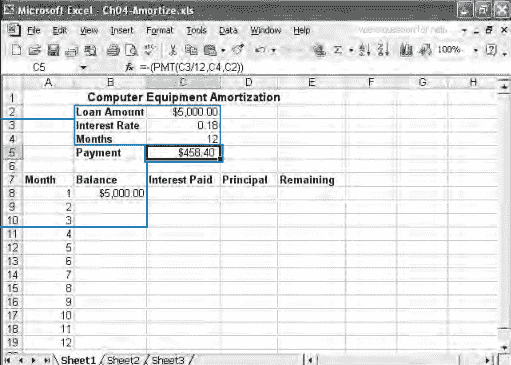 Microsoft Excel - Ch04-Amortize.xls
File Edit View Insert Format Tools Data Window Help
100%
C5 fx =-(PMT(C3/12,C4,C2))
A B C D E F G H
1 Computer Equipment Amortization
2 Loan Amount $5,000.00
3 Interest Rate 0.18
4 Months 12
5 Payment $458.40
6
7 Month Balance Interest Paid Principal Remaining
8 1 $5,000.00
9 2
10 3
11 4
12 5
13 6
14 7
15 8
16 9
17 10
18 11
19 12
Sheet1 / Sheet2 / Sheet3 /